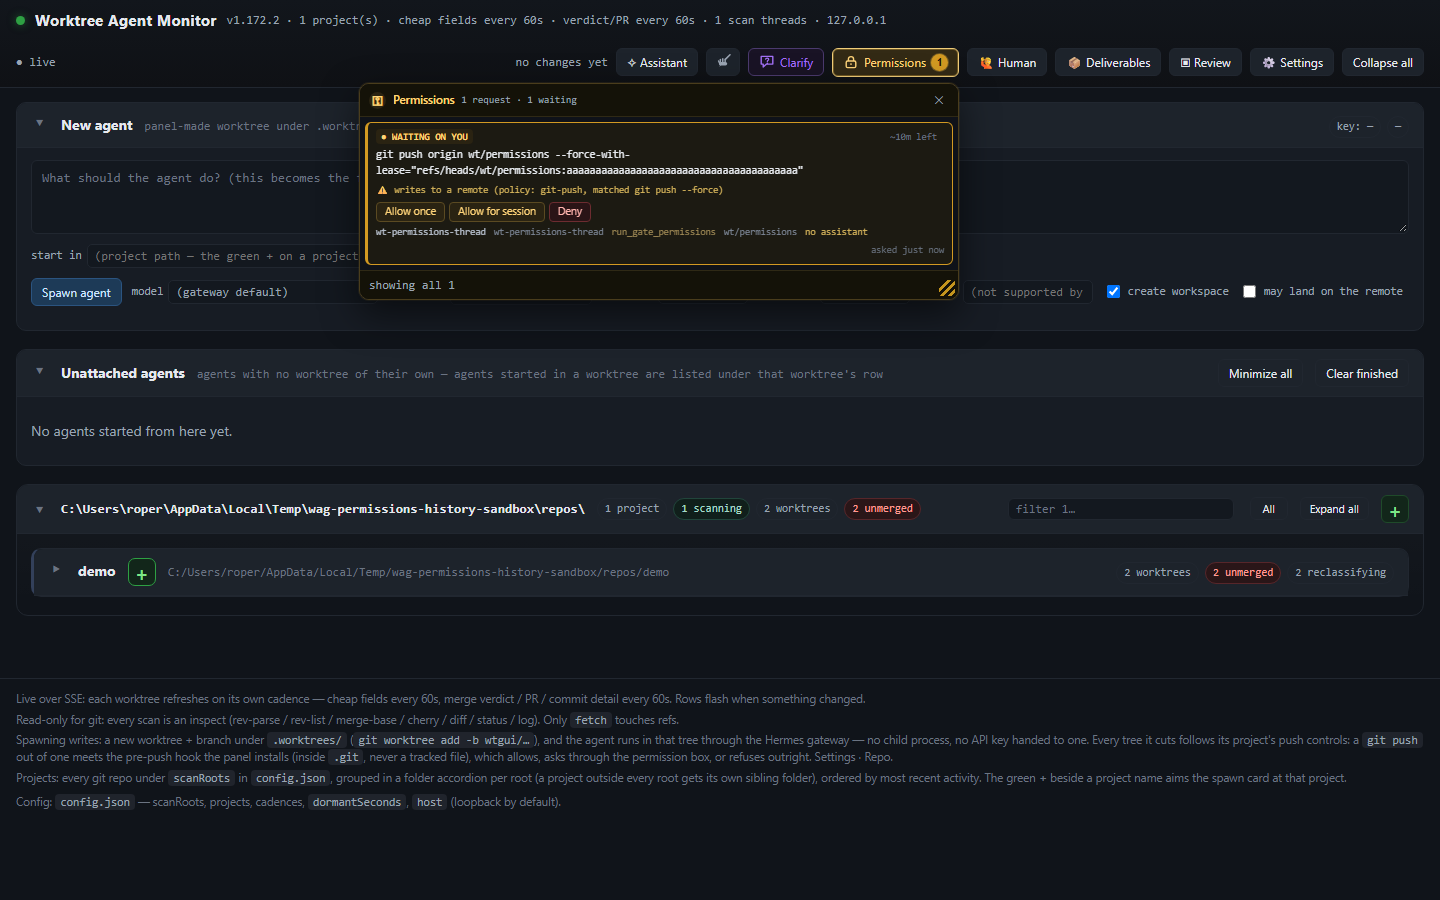 Worktree Agent Monitor v1.172.2 · 1 project(s) · cheap fields every 60s · verdict/PR every 60s · 1 scan threads · 127.0.0.1
live
no changes yet
Assistant
Clarify
Permissions 1
Human
Deliverables
Review
Settings
Collapse all
Permissions 1 request · 1 waiting
WAITING ON YOU
~10m left
git push origin wt/permissions --force-with-
lease="refs/heads/wt/permissions:aaaaaaaaaaaaaaaaaaaaaaaaaaaaaaaaaaaaaaaa"
writes to a remote (policy: git-push, matched git push --force)
Allow once
Allow for session
Deny
wt-permissions-thread wt-permissions-thread run_gate_permissions wt/permissions no assistant
asked just now
showing all 1
New agent panel-made worktree under .worktr
key: — —
What should the agent do? (this becomes the
start in (project path — the green + on a project
Spawn agent model (gateway default)
(not supported by
create workspace
may land on the remote
Unattached agents agents with no worktree of their own — agents started in a worktree are listed under that worktree's row
Minimize all
Clear finished
No agents started from here yet.
C:\Users\roper\AppData\Local\Temp\wag-permissions-history-sandbox\repos\ 1 project 1 scanning 2 worktrees 2 unmerged
filter 1…
All
Expand all
+
demo + C:/Users/roper/AppData/Local/Temp/wag-permissions-history-sandbox/repos/demo
2 worktrees 2 unmerged 2 reclassifying
Live over SSE: each worktree refreshes on its own cadence — cheap fields every 60s, merge verdict / PR / commit detail every 60s. Rows flash when something changed.
Read-only for git: every scan is an inspect (rev-parse / rev-list / merge-base / cherry / diff / status / log). Only fetch touches refs.
Spawning writes: a new worktree + branch under .worktrees/ (git worktree add -b wtgui/…), and the agent runs in that tree through the Hermes gateway — no child process, no API key handed to one. Every tree it cuts follows its project's push controls: a git push
out of one meets the pre-push hook the panel installs (inside .git, never a tracked file), which allows, asks through the permission box, or refuses outright. Settings · Repo.
Projects: every git repo under scanRoots in config.json, grouped in a folder accordion per root (a project outside every root gets its own sibling folder), ordered by most recent activity. The green + beside a project name aims the spawn card at that project.
Config: config.json — scanRoots, projects, cadences, dormantSeconds, host (loopback by default).